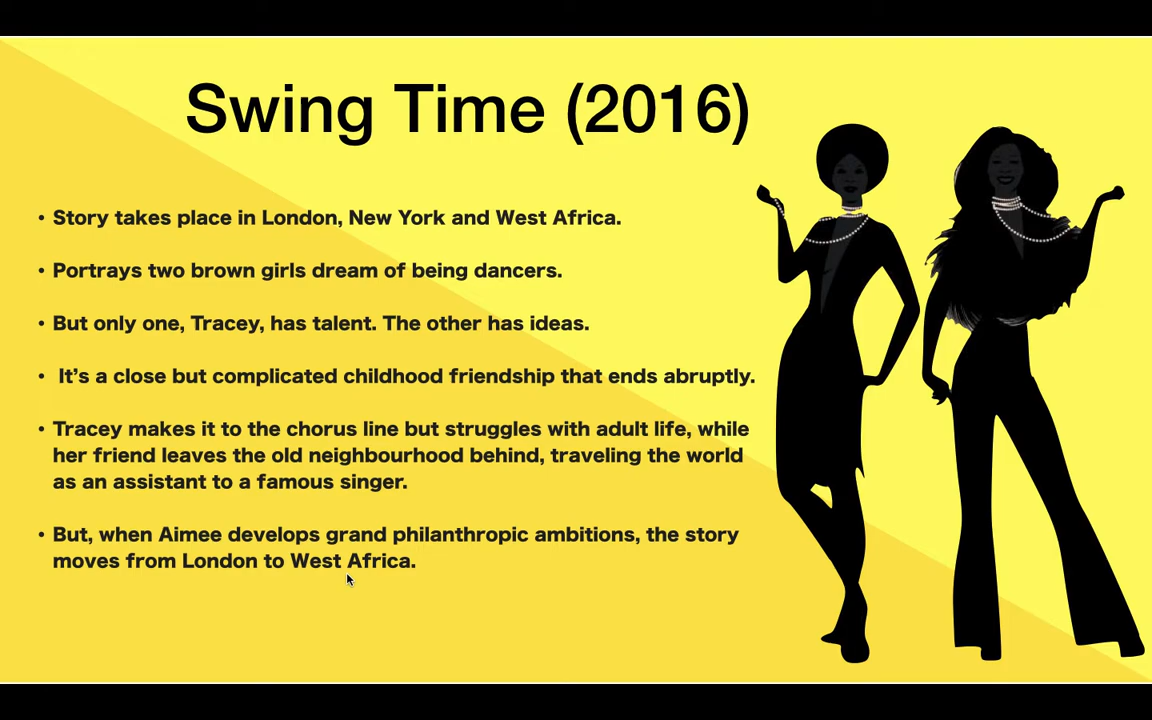 Swing Time (2016)
• Story takes place in London, New York and West Africa.
• Portrays two brown girls dream of being dancers.
• But only one, Tracey, has talent. The other has ideas.
• It’s a close but complicated childhood friendship that ends abruptly.
• Tracey makes it to the chorus line but struggles with adult life, while
her friend leaves the old neighbourhood behind, traveling the world
as an assistant to a famous singer.
• But, when Aimee develops grand philanthropic ambitions, the story
moves from London to West Africa.